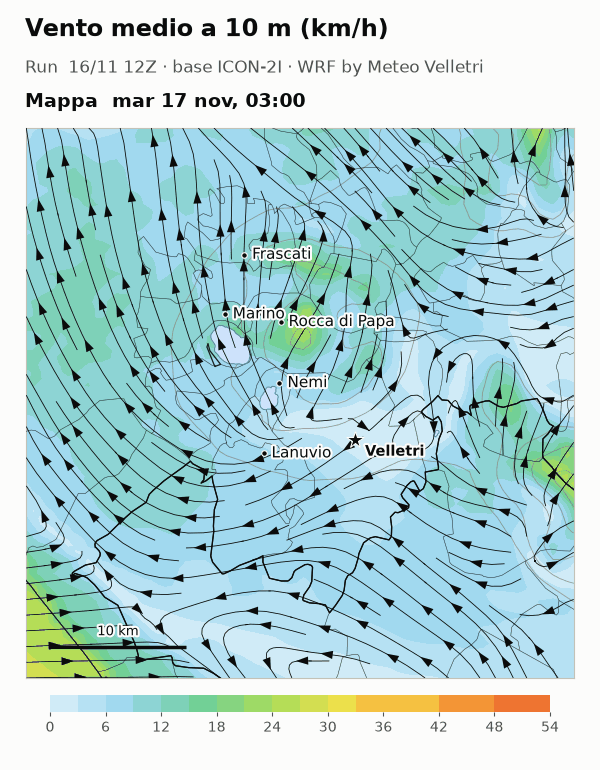 Vento medio a 10 m (km/h)
Run  16/11 12Z · base ICON-2I · WRF by Meteo Velletri
Mappa  mar 17 nov, 03:00
Frascati
Marino
Rocca di Papa
Nemi
Velletri
Lanuvio
10 km
0 6 12 18 24 30 36 42 48 54